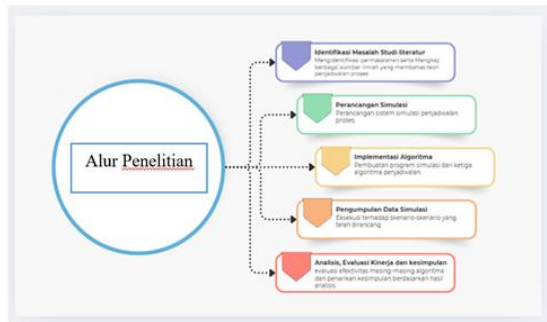 Alur Penelitian
Identifikasi Masalah Studi literatur
Mengidentifikasi permasalahan serta Mengkaji
berbagai sumber ilmiah yang membahas teori
penjadwalan proses
Perancangan Simulasi
Perancangan sistem simulasi penjadwalan
proses
Implementasi Algoritma
Pembuatan program simulasi dari ketiga
algoritma penjadwalan
Pengumpulan Data Simulasi
Eksekusi terhadap skenario-skenario yang
telah dirancang
Analisis, Evaluasi Kinerja dan kesimpulan
evaluasi efektivitas masing-masing algoritma
dan penarikan kesimpulan berdasarkan hasil
analisis